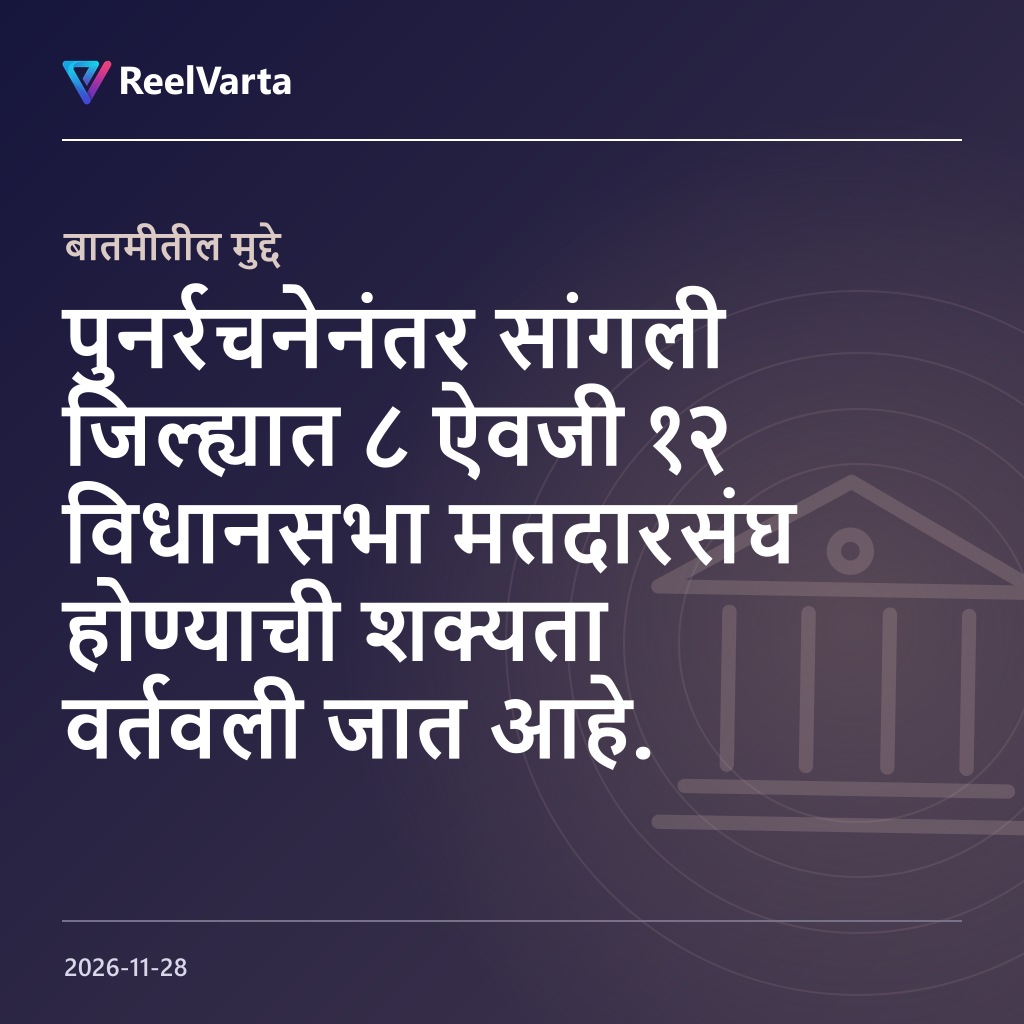 ReelVarta
बातमीतील मुद्दे
पुनर्रचनेनंतर सांगली
जिल्ह्यात ८ ऐवजी १२
विधानसभा मतदारसंघ
होण्याची शक्यता
वर्तवली जात आहे.
2026-11-28